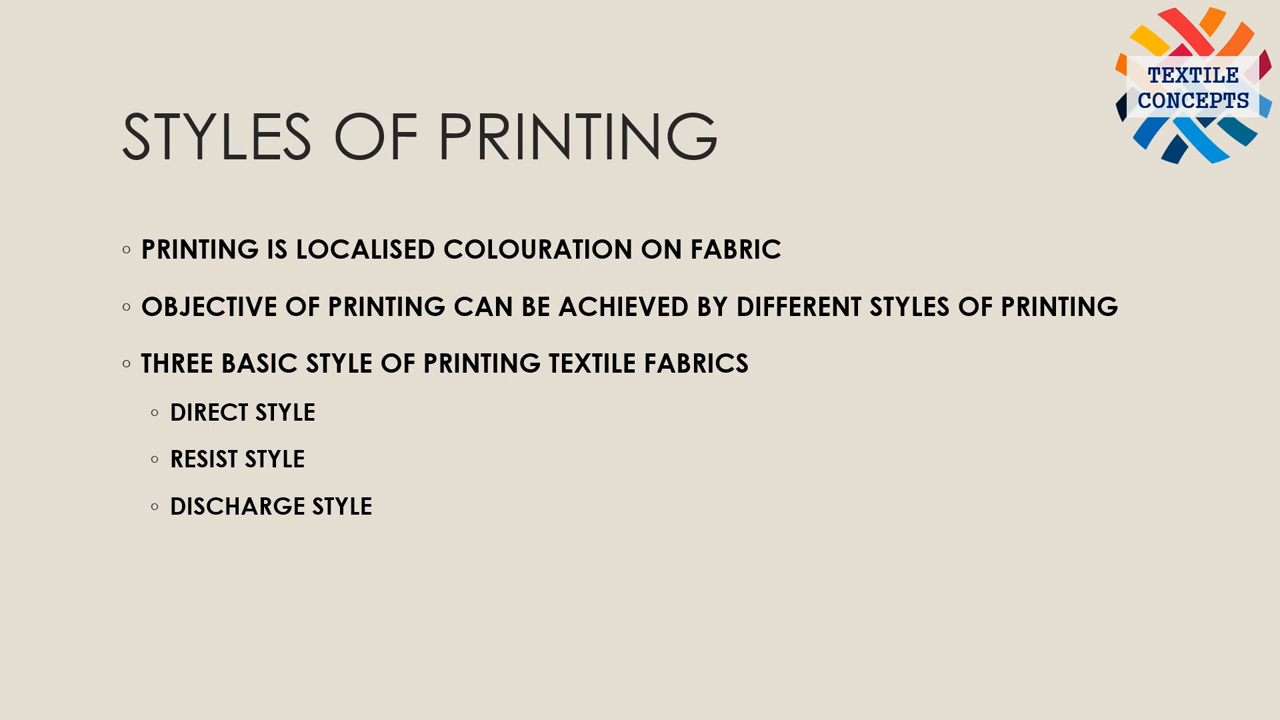 TEXTILE
CONCEPTS
STYLES OF PRINTING
◦ PRINTING IS LOCALISED COLOURATION ON FABRIC
◦ OBJECTIVE OF PRINTING CAN BE ACHIEVED BY DIFFERENT STYLES OF PRINTING
◦ THREE BASIC STYLE OF PRINTING TEXTILE FABRICS
◦ DIRECT STYLE
◦ RESIST STYLE
◦ DISCHARGE STYLE